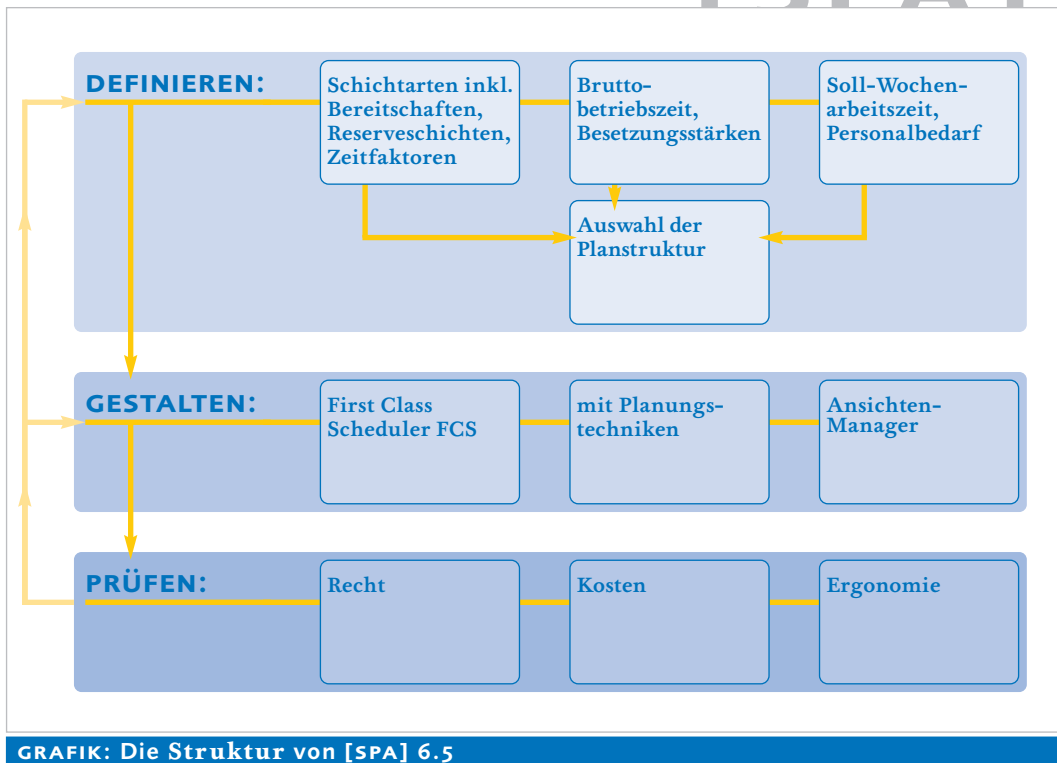 DEFINIEREN:
Schichtarten inkl.
Bereitschaften,
Reserveschichten,
Zeitfaktoren
Brutto-
betriebszeit,
Besetzungsstärken
Soll-Wochen-
arbeitszeit,
Personalbedarf
Auswahl der
Planstruktur
GESTALTEN:
First Class
Scheduler FCS
mit Planungs-
techniken
Ansichten-
Manager
PRÜFEN:
Recht
Kosten
Ergonomie
GRAFIK: Die Struktur von [SPA] 6.5